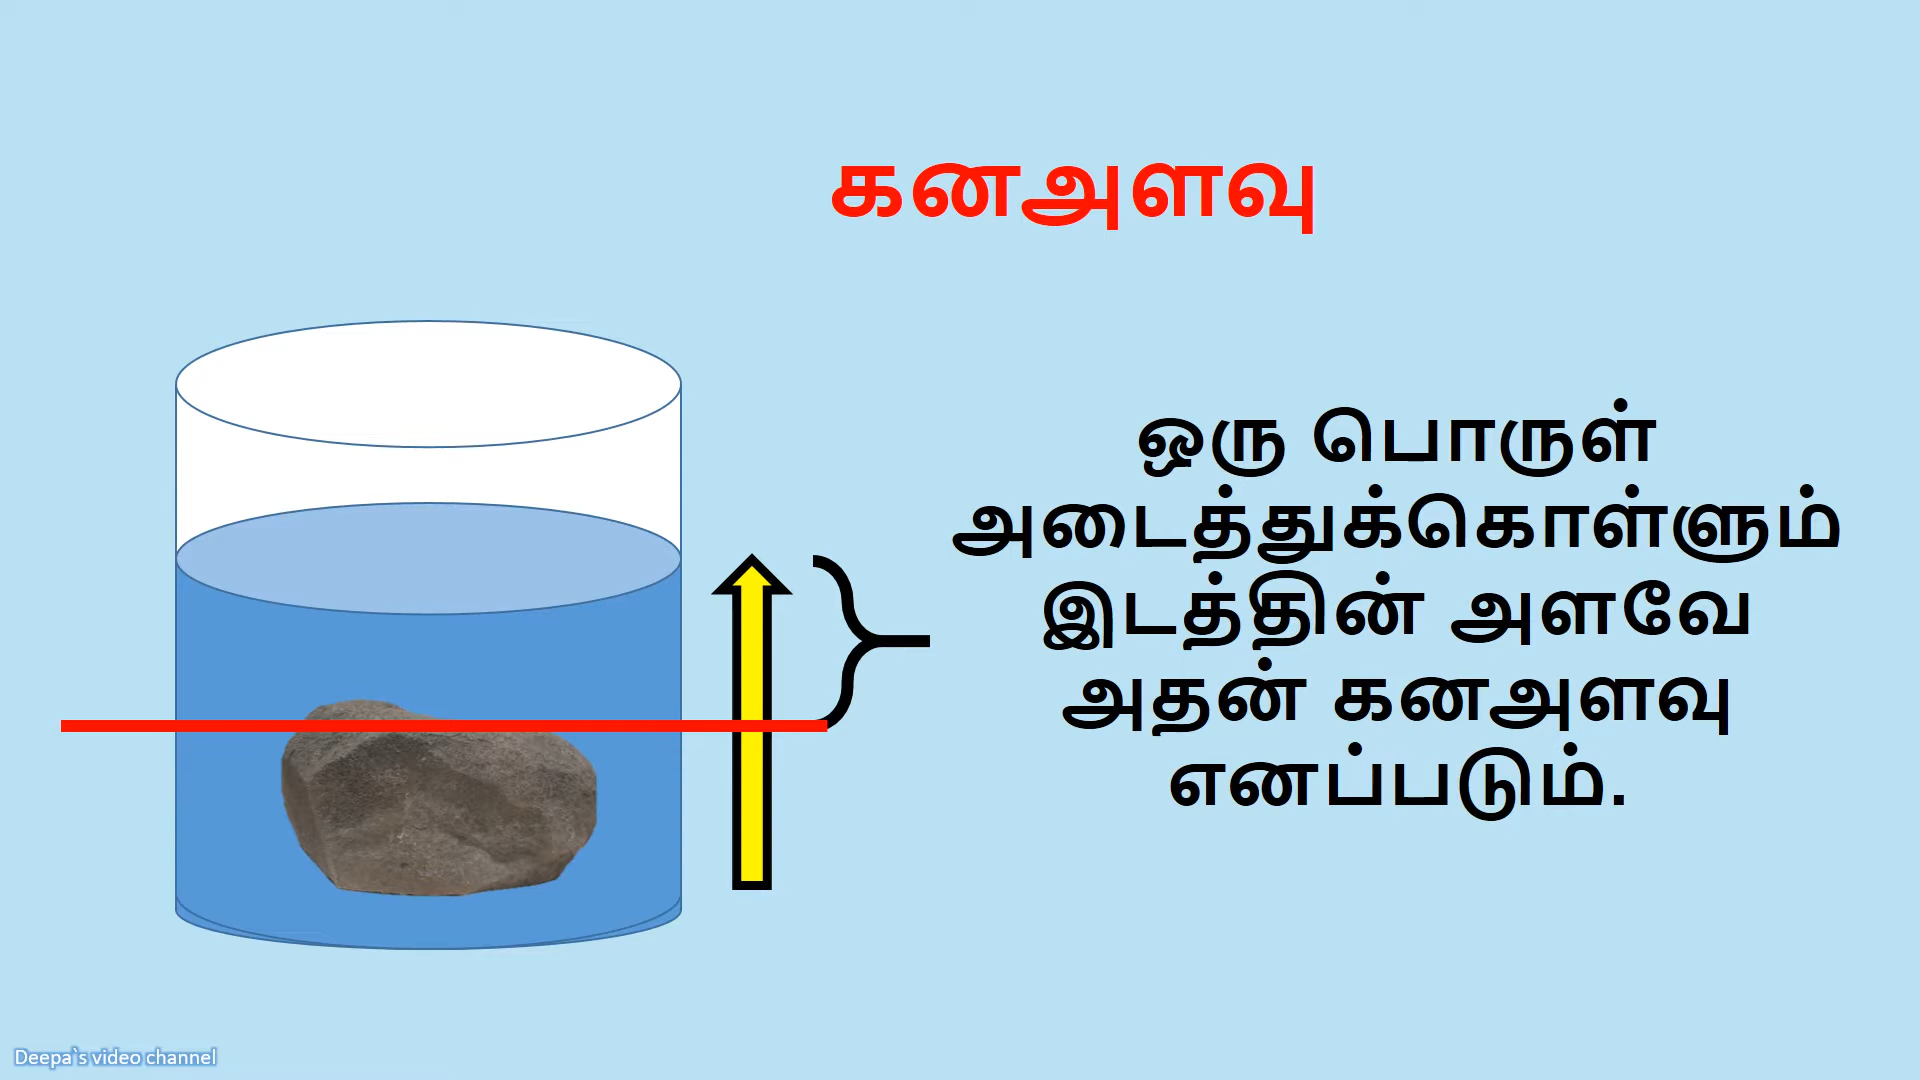 கனஅளவு
ஒரு பொருள்
அடைத்துக்கொள்ளும்
இடத்தின் அளவே
அதன் கனஅளவு
எனப்படும்.
Deepa`s video channel